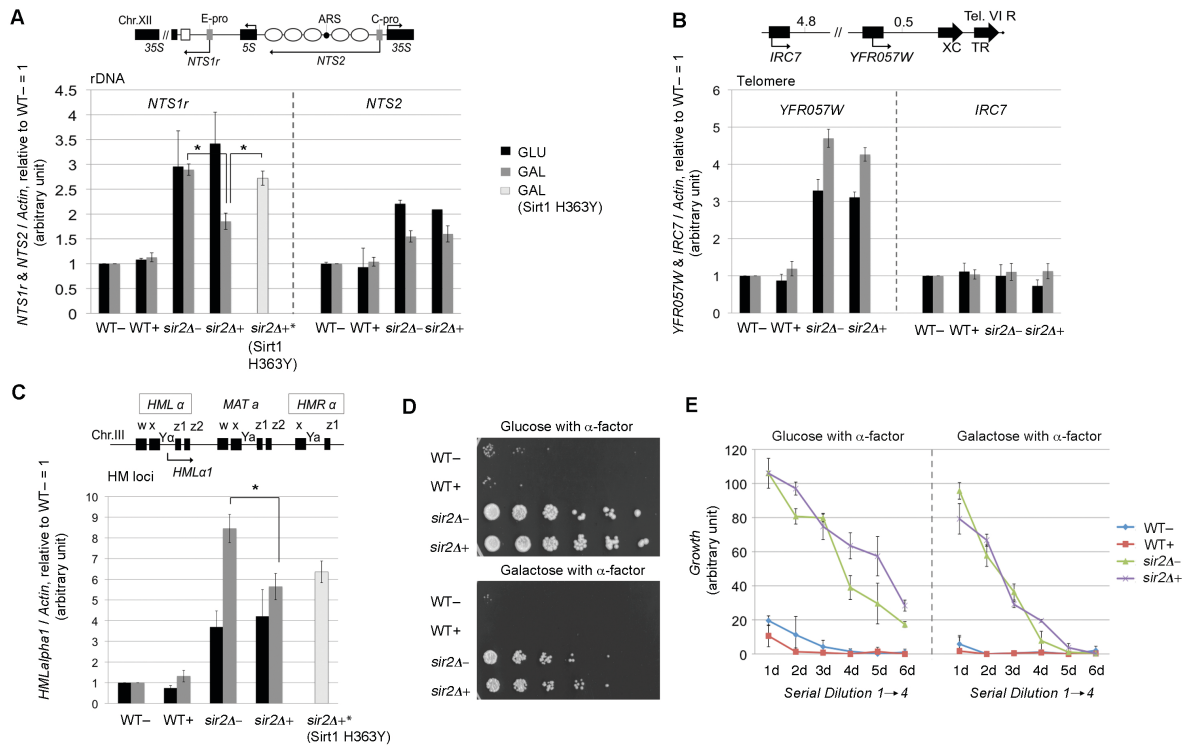 A
Chr.XII
E-pro
ARS
C-pro
35S
//
5S
35S
NTS1r
NTS2
rDNA
NTS1r & NTS2 / Actin, relative to WT– = 1
(arbitrary unit)
4.5
4
3.5
3
2.5
2
1.5
1
0.5
0
NTS1r
NTS2
*
*
WT–
WT+
sir2Δ–
sir2Δ+
sir2Δ+*
(Sirt1
H363Y)
WT–
WT+
sir2Δ–
sir2Δ+
GLU
GAL
GAL
(Sirt1 H363Y)
B
4.8
//
0.5
Tel. VI R
IRC7
YFR057W
XC
TR
Telomere
YFR057W & IRC7 / Actin, relative to WT– = 1
(arbitrary unit)
6
5
4
3
2
1
0
YFR057W
IRC7
WT–
WT+
sir2Δ–
sir2Δ+
WT–
WT+
sir2Δ–
sir2Δ+
C
HML α
MAT a
HMR α
w x z1 z2
w x z1 z2
x z1
Chr.III
Yα
Ya
Ya
HMLα1
HM loci
HMLalpha1 / Actin, relative to WT– = 1
(arbitrary unit)
10
9
8
7
6
5
4
3
2
1
0
*
WT–
WT+
sir2Δ–
sir2Δ+
sir2Δ+*
(Sirt1 H363Y)
D
Glucose with α-factor
WT–
WT+
sir2Δ–
sir2Δ+
Galactose with α-factor
WT–
WT+
sir2Δ–
sir2Δ+
E
Glucose with α-factor
Galactose with α-factor
Growth
(arbitrary unit)
120
100
80
60
40
20
0
1d 2d 3d 4d 5d 6d
1d 2d 3d 4d 5d 6d
Serial Dilution 1→4
Serial Dilution 1→4
WT–
WT+
sir2Δ–
sir2Δ+